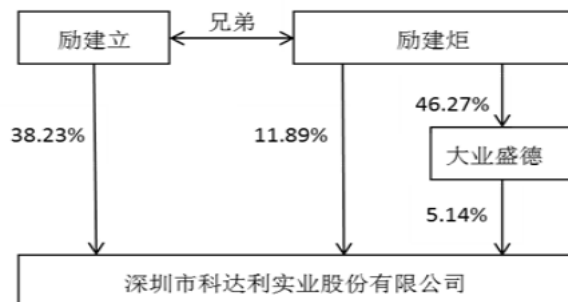 兄弟
励建立
励建炬
46.27%
38.23%
11.89%
大业盛德
5.14%
深圳市科达利实业股份有限公司